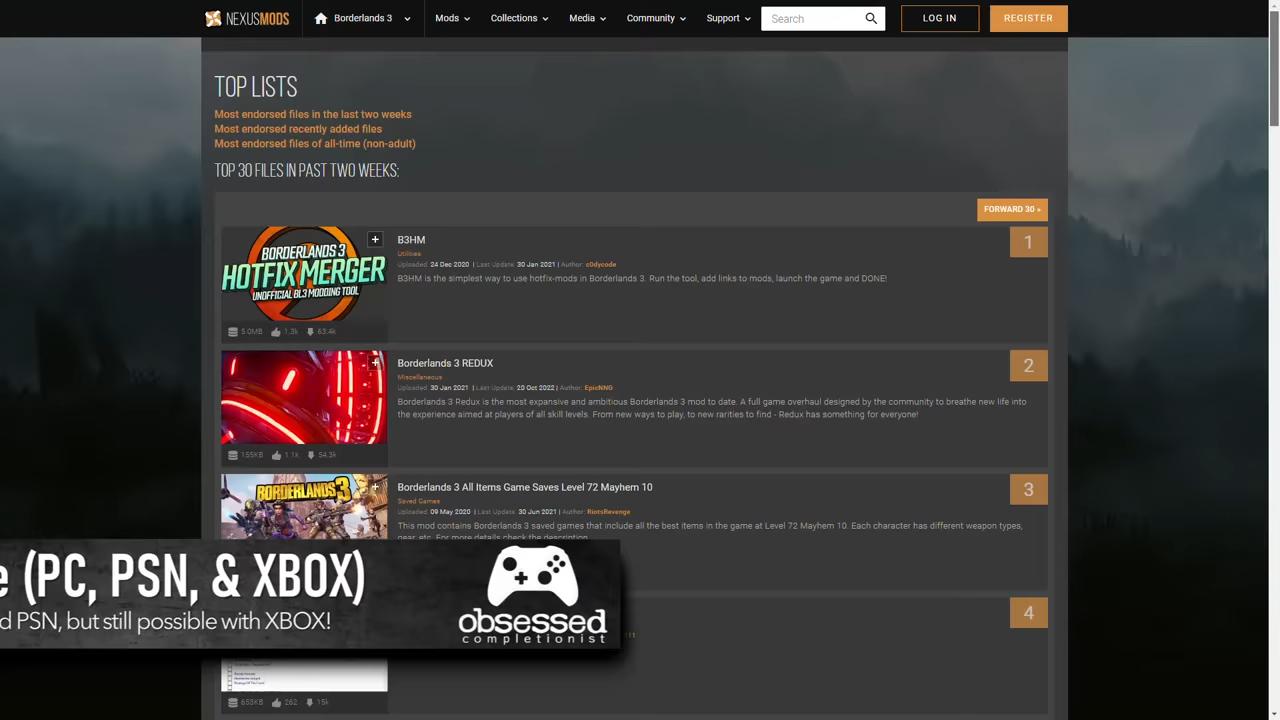 NEXUSMODS
Borderlands 3
Mods
Collections
Media
Community
Support
Search
LOG IN
REGISTER
TOP LISTS
Most endorsed files in the last two weeks
Most endorsed recently added files
Most endorsed files of all-time (non-adult)
TOP 30 FILES IN PAST TWO WEEKS:
FORWARD 30 »
BORDERLANDS 3
HOTFIX MERGER
UNOFFICIAL BL3 MODDING TOOL
5.0MB 1.3k 63.4k
B3HM
Utilities
Uploaded: 24 Dec 2020 | Last Update: 30 Jan 2021 | Author: c0dycode
B3HM is the simplest way to use hotfix-mods in Borderlands 3. Run the tool, add links to mods, launch the game and DONE!
1
155KB 1.1k 54.3k
Borderlands 3 REDUX
Miscellaneous
Uploaded: 30 Jan 2021 | Last Update: 20 Oct 2022 | Author: EpicNNG
Borderlands 3 Redux is the most expansive and ambitious Borderlands 3 mod to date. A full game overhaul designed by the community to breathe new life into
the experience aimed at players of all skill levels. From new ways to play, to new rarities to find - Redux has something for everyone!
2
BORDERLANDS 3
Borderlands 3 All Items Game Saves Level 72 Mayhem 10
Saved Games
Uploaded: 09 May 2020 | Last Update: 30 Jun 2021 | Author: RiotsRevenge
This mod contains Borderlands 3 saved games that include all the best items in the game at Level 72 Mayhem 10. Each character has different weapon types,
gear, etc. For more details check the description.
3
e (PC, PSN, & XBOX)
d PSN, but still possible with XBOX!
obsessed
completionist
4
653KB 262 15k